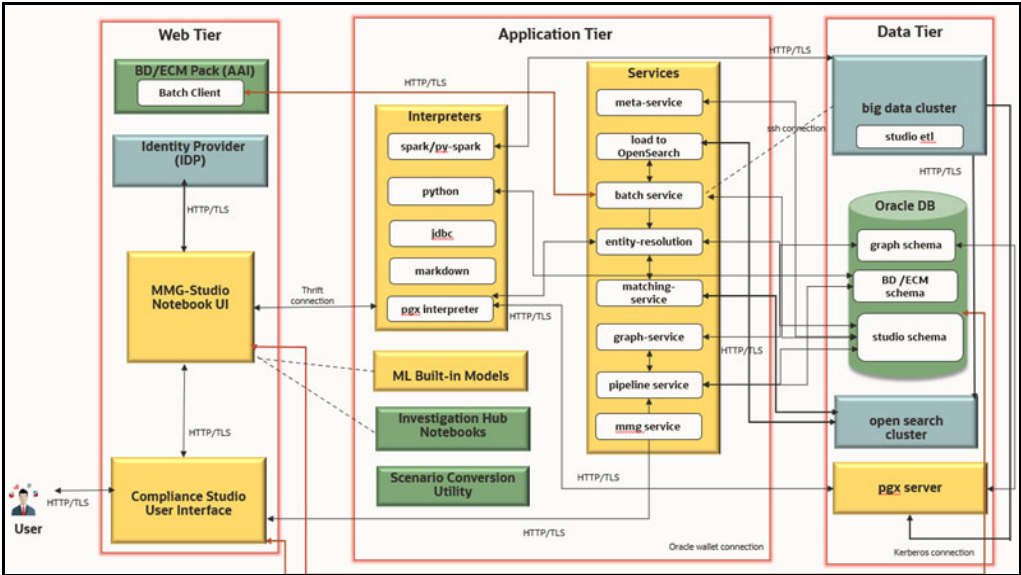 Web Tier
BD/ECM Pack (AAI)
Batch Client
Identity Provider
(IDP)
HTTP/TLS
MMG-Studio
Notebook UI
HTTP/TLS
Compliance Studio
User Interface
HTTP/TLS
User
Application Tier
HTTP/TLS
HTTP/TLS
Interpreters
spark/py-spark
python
jdbc
markdown
pgx interpreter
Thrift
connection
HTTP/TLS
ML Built-in Models
Investigation Hub
Notebooks
Scenario Conversion
Utility
Services
meta-service
load to
OpenSearch
batch service
entity-resolution
matching-
service
graph-service
pipeline service
mmg service
ssh connection
HTTP/TLS
HTTP/TLS
HTTP/TLS
Oracle wallet connection
Data Tier
big data cluster
studio etl
HTTP/TLS
Oracle DB
graph schema
BD /ECM
schema
studio schema
open search
cluster
pgx server
Kerberos connection